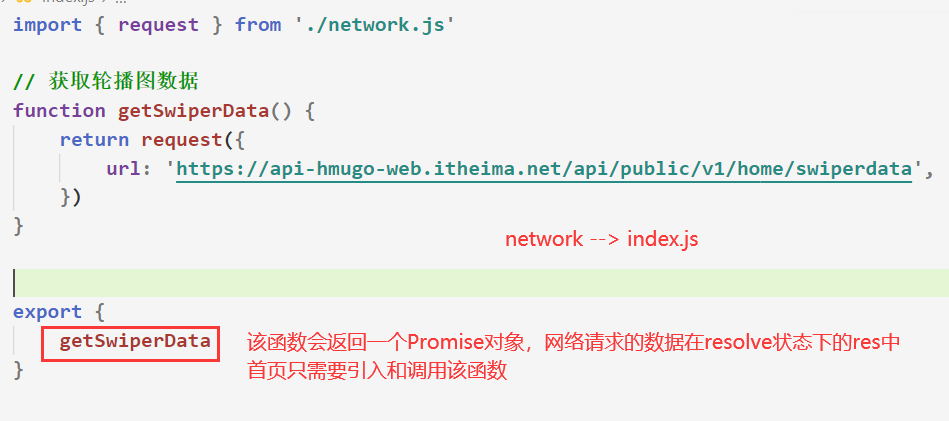 import { request } from './network.js'
// 获取轮播图数据
function getSwiperData() {
return request({
url: 'https://api-hmugo-web.itheima.net/api/public/v1/home/swiperdata',
})
}
network --> index.js
export {
getSwiperData
该函数会返回一个Promise对象，网络请求的数据在resolve状态下的res中
首页只需要引入和调用该函数
}